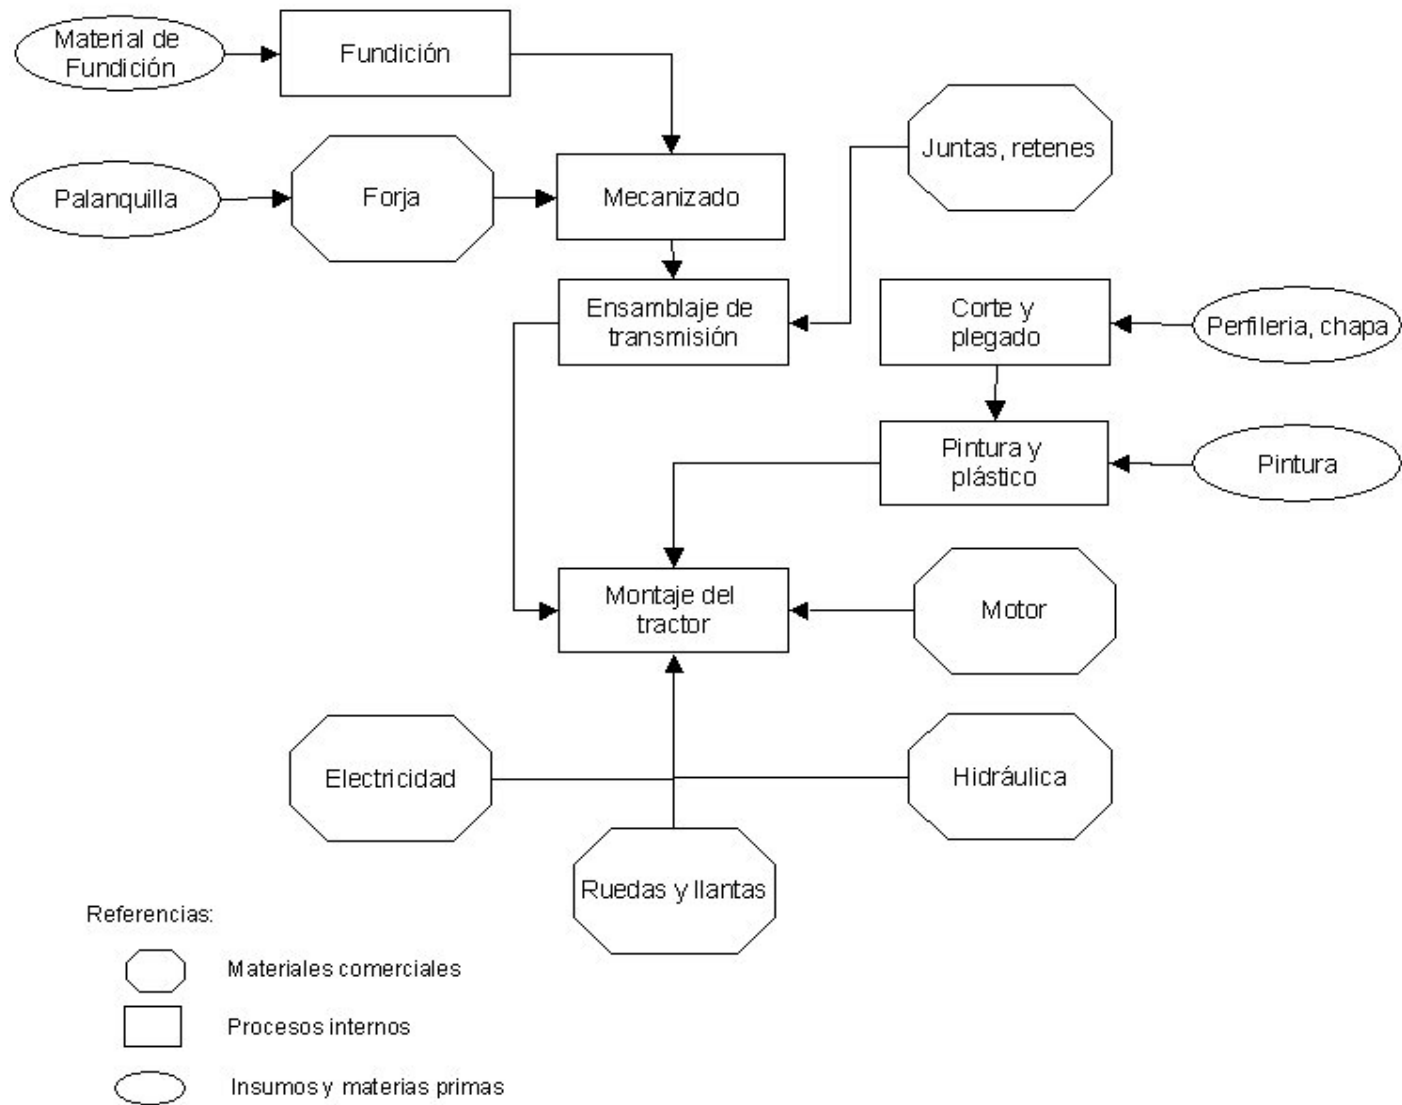 Material de
Fundición
Fundición
Juntas, retenes
Palanquilla
Forja
Mecanizado
Ensamblaje de
transmisión
Corte y
plegado
Perfileria, chapa
Pintura y
plástico
Pintura
Montaje del
tractor
Motor
Electricidad
Hidráulica
Ruedas y llantas
Referencias:
Materiales comerciales
Procesos internos
Insumos y materias primas